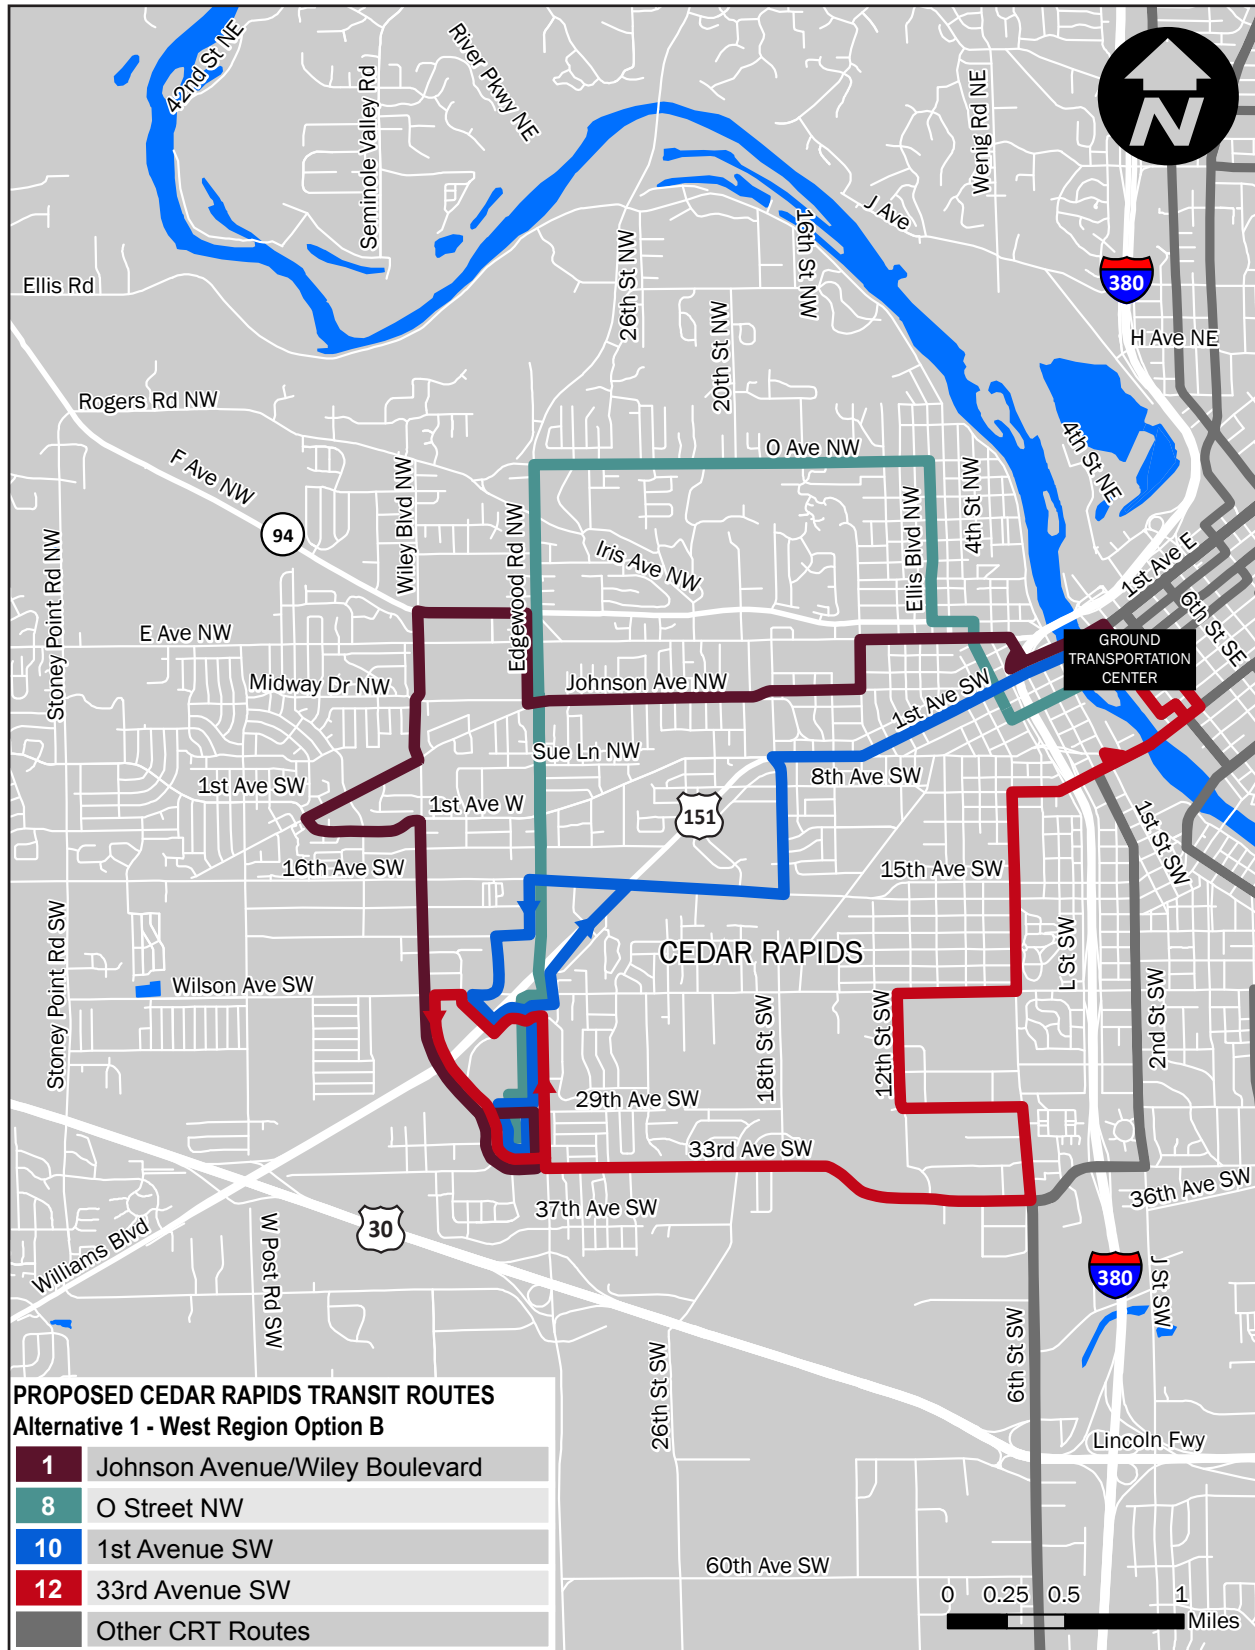 42nd St NE
River Pkwy NE
Seminole Valley Rd
Wenig Rd NE
N
J Ave
16th St NW
26th St NW
Ellis Rd
380
20th St NW
H Ave NE
Rogers Rd NW
4th St NE
F Ave NW
O Ave NW
Wiley Blvd NW
4th St NW
94
Edgewood Rd NW
Iris Ave NW
Ellis Blvd NW
1st Ave E
Stoney Point Rd NW
6th St SE
E Ave NW
GROUND
TRANSPORTATION
CENTER
Midway Dr NW
Johnson Ave NW
1st Ave SW
Sue Ln NW
8th Ave SW
1st Ave SW
1st Ave W
151
1st St SW
16th Ave SW
15th Ave SW
Stoney Point Rd SW
L St SW
CEDAR RAPIDS
Wilson Ave SW
18th St SW
12th St SW
2nd St SW
29th Ave SW
33rd Ave SW
36th Ave SW
37th Ave SW
30
W Post Rd SW
Williams Blvd
380
J St SW
6th St SW
26th St SW
Lincoln Fwy
60th Ave SW
PROPOSED CEDAR RAPIDS TRANSIT ROUTES
Alternative 1 - West Region Option B
1 Johnson Avenue/Wiley Boulevard
8 O Street NW
10 1st Avenue SW
12 33rd Avenue SW
Other CRT Routes
0 0.25 0.5 1
Miles